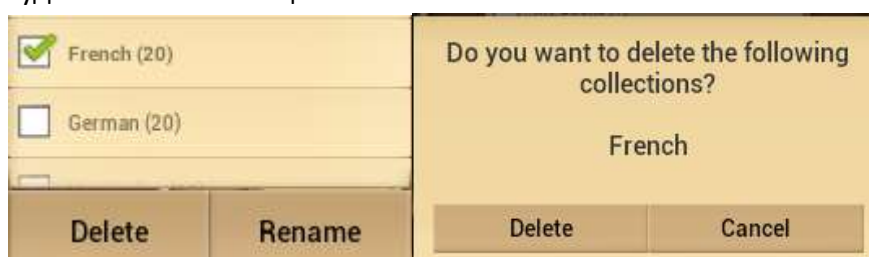 French (20)
German (20)
Delete
Rename
Do you want to delete the following
collections?
French
Delete
Cancel